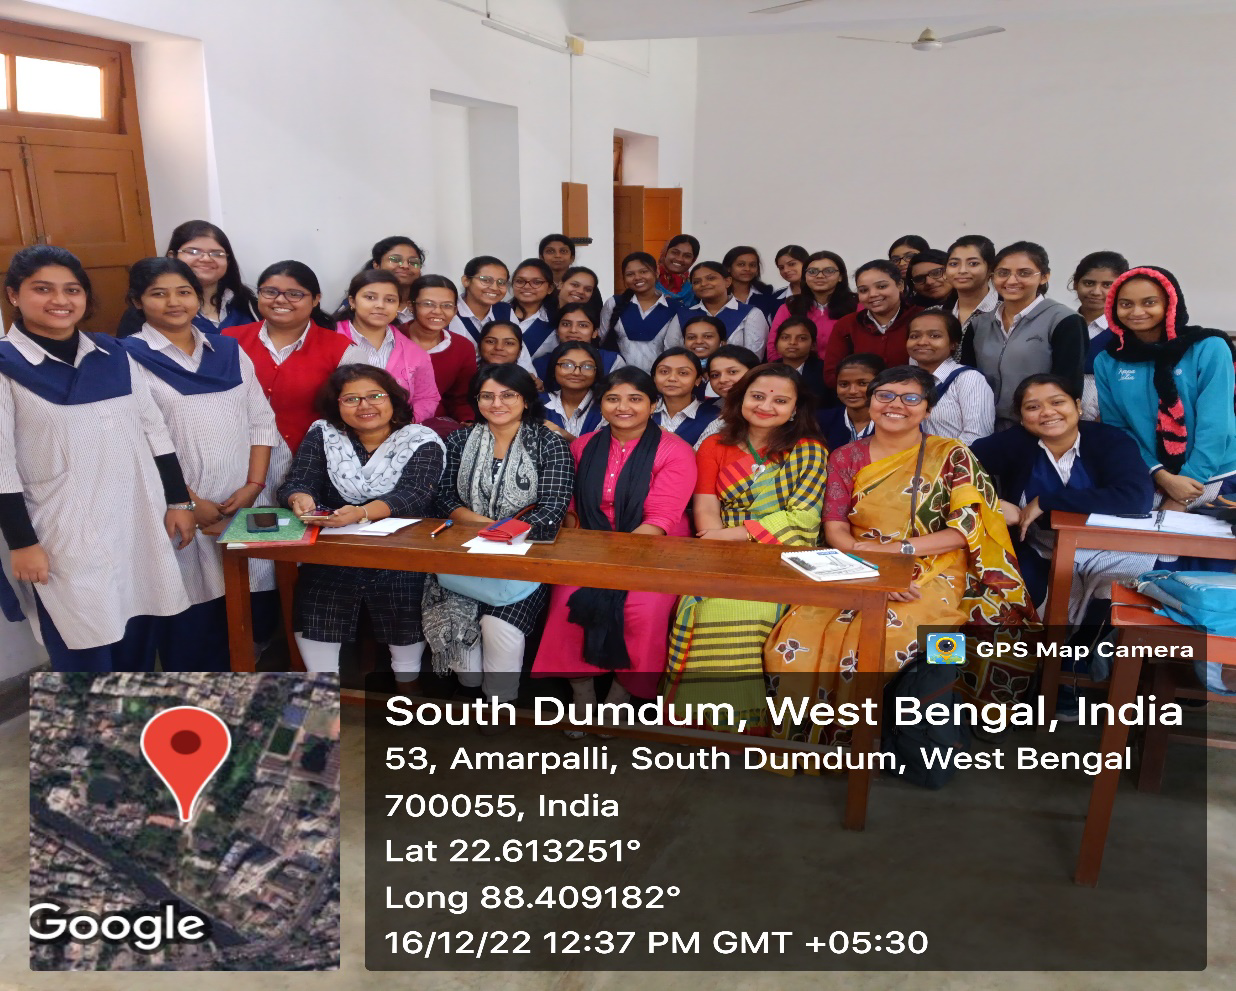 GPS Map Camera
South Dumdum, West Bengal, India
53, Amarpalli, South Dumdum, West Bengal
700055, India
Lat 22.613251°
Long 88.409182°
16/12/22 12:37 PM GMT +05:30
Google